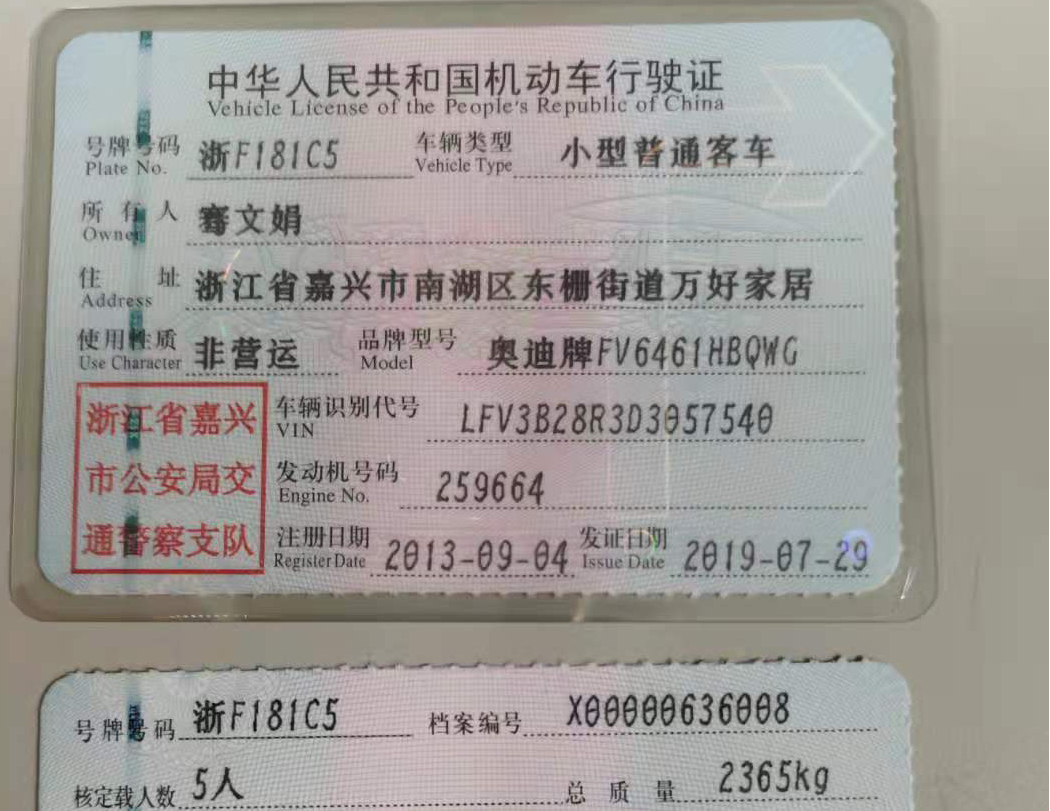 中华人民共和国机动车行驶证
Vehicle License of the People's Republic of China
号牌号码 浙F181C5 车辆类型 小型普通客车
Plate No. Vehicle Type
所有人 骞文娟
Owner
住址 浙江省嘉兴市南湖区东栅街道万好家居
Address
使用性质 非营运 品牌型号 奥迪牌FV6461HBQWG
Use Character Model
浙江省嘉兴
市公安局交
通警察支队
车辆识别代号 LFV3B28R3D3057540
VIN
发动机号码 259664
Engine No.
注册日期 2013-09-04 发证日期 2019-07-29
Register Date Issue Date
号牌号码 浙F181C5 档案编号 X00000636008
核定载人数 5人 总质量 2365kg